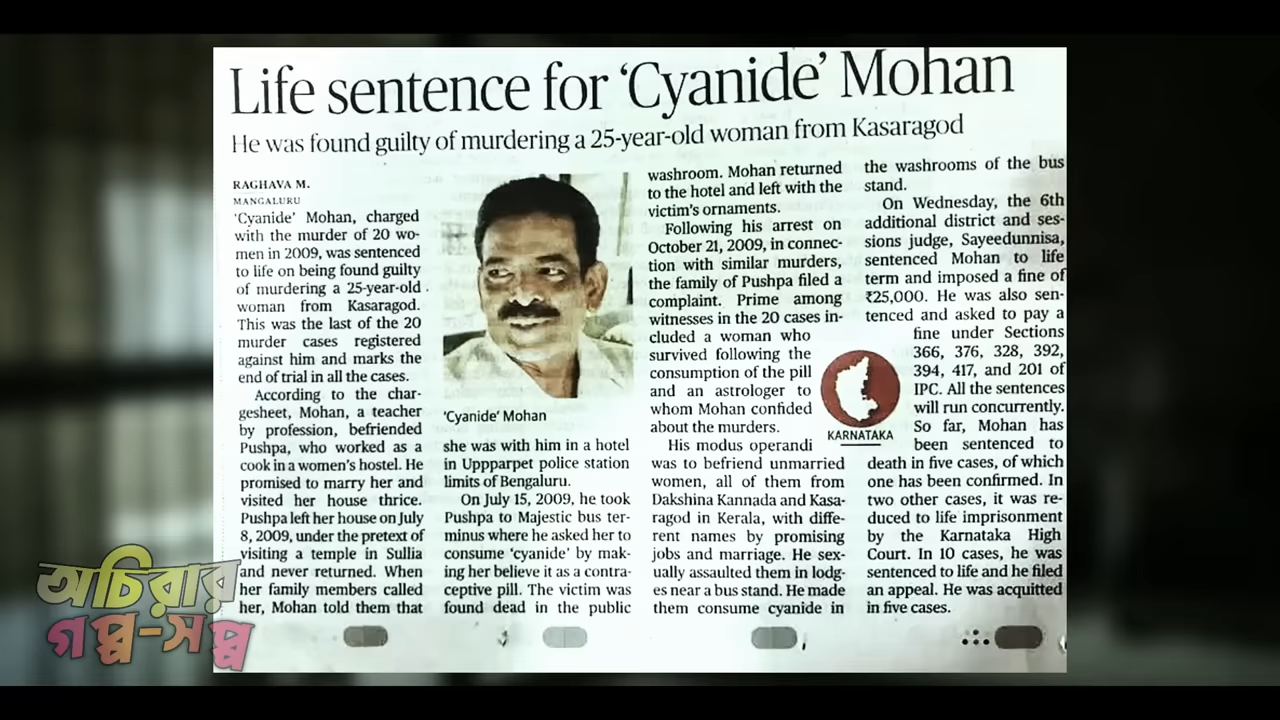 Life sentence for ‘Cyanide’ Mohan
He was found guilty of murdering a 25-year-old woman from Kasaragod
RAGHAVA M.
MANGALURU
‘Cyanide’ Mohan, charged
with the murder of 20 wo-
men in 2009, was sentenced
to life on being found guilty
of murdering a 25-year-old
woman from Kasaragod.
This was the last of the 20
murder cases registered
against him and marks the
end of trial in all the cases.
According to the char-
gesheet, Mohan, a teacher
by profession, befriended
Pushpa, who worked as a
cook in a women's hostel. He
promised to marry her and
visited her house thrice.
Pushpa left her house on July
8, 2009, under the pretext of
visiting a temple in Sullia
and never returned. When
her family members called
her, Mohan told them that
‘Cyanide’ Mohan
she was with him in a hotel
in Uppparpet police station
limits of Bengaluru.
On July 15, 2009, he took
Pushpa to Majestic bus ter-
minus where he asked her to
consume ‘cyanide’ by mak-
ing her believe it as a contra-
ceptive pill. The victim was
found dead in the public
washroom. Mohan returned
to the hotel and left with the
victim's ornaments.
Following his arrest on
October 21, 2009, in connec-
tion with similar murders,
the family of Pushpa filed a
complaint. Prime among
witnesses in the 20 cases in-
cluded a woman who
survived following the
consumption of the pill
and an astrologer to
whom Mohan confided
about the murders.
His modus operandi
was to befriend unmarried
women, all of them from
Dakshina Kannada and Kasa-
ragod in Kerala, with diffe-
rent names by promising
jobs and marriage. He sex-
ually assaulted them in lodg-
es near a bus stand. He made
them consume cyanide in
KARNATAKA
the washrooms of the bus
stand.
On Wednesday, the 6th
additional district and ses-
sions judge, Sayeedunnisa,
sentenced Mohan to life
term and imposed a fine of
₹25,000. He was also sen-
tenced and asked to pay a
fine under Sections
366, 376, 328, 392,
394, 417, and 201 of
IPC. All the sentences
will run concurrently.
So far, Mohan has
been sentenced to
death in five cases, of which
one has been confirmed. In
two other cases, it was re-
duced to life imprisonment
by the Karnataka High
Court. In 10 cases, he was
sentenced to life and he filed
an appeal. He was acquitted
in five cases.
অচিরার
গল্প-সল্প